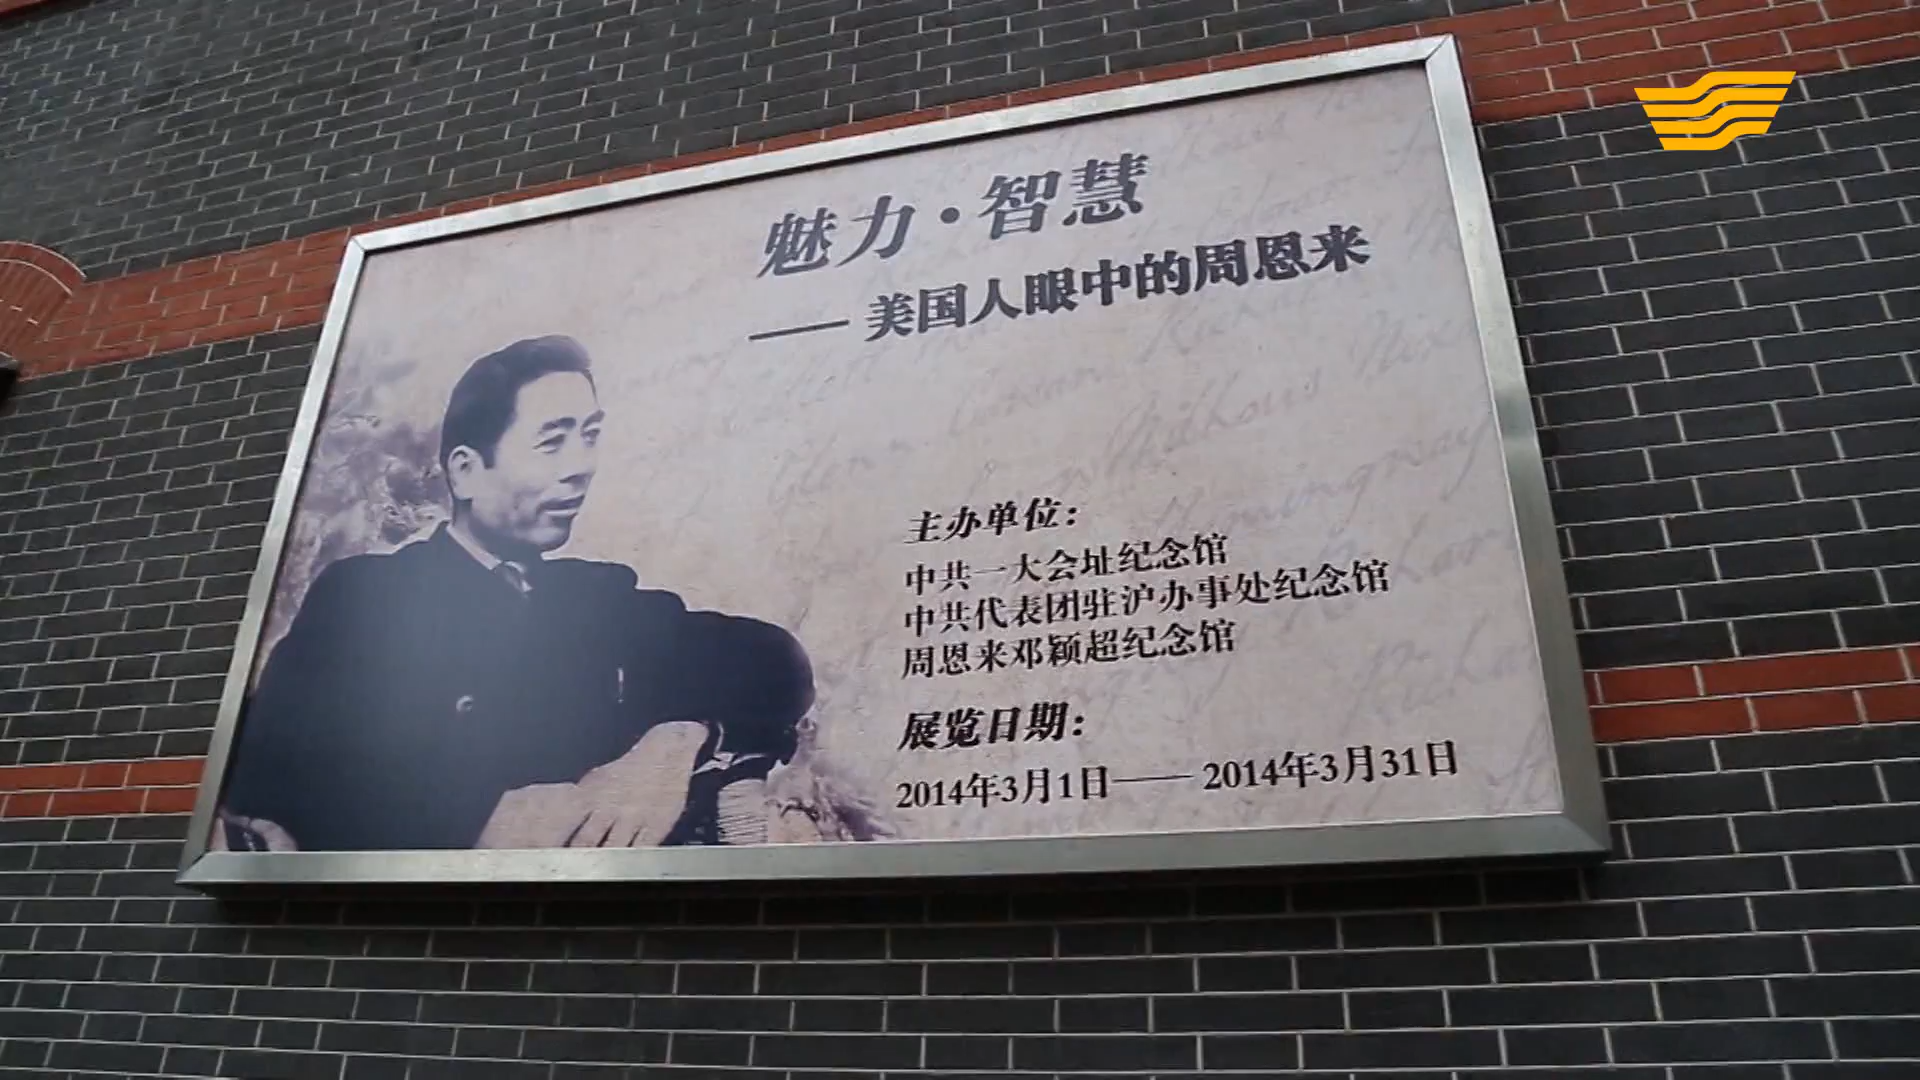 魅力·智慧
——美国人眼中的周恩来
主办单位：
中共一大会址纪念馆
中共代表团驻沪办事处纪念馆
周恩来邓颖超纪念馆
展览日期：
2014年3月1日——2014年3月31日